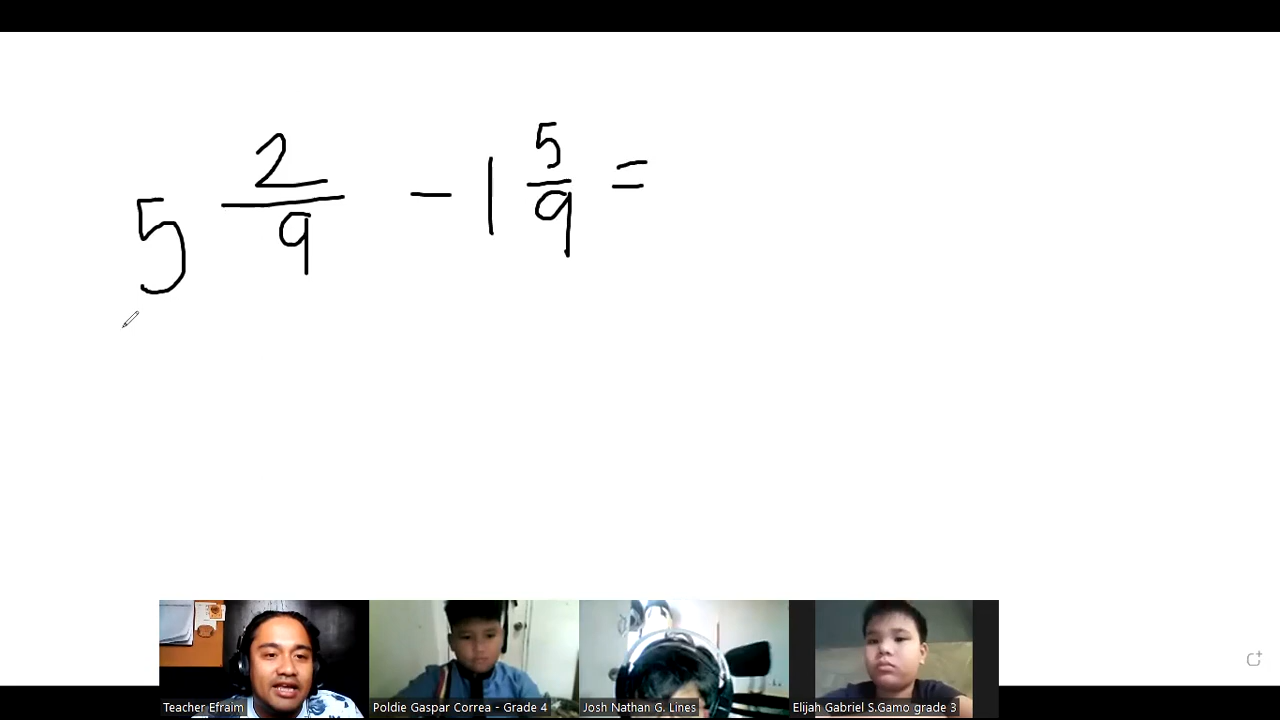 5 2/9 - 1 5/9 =
Teacher Efraim
Poldie Gaspar Correa - Grade 4
Josh Nathan G. Lines
Elijah Gabriel S.Gamo grade 3